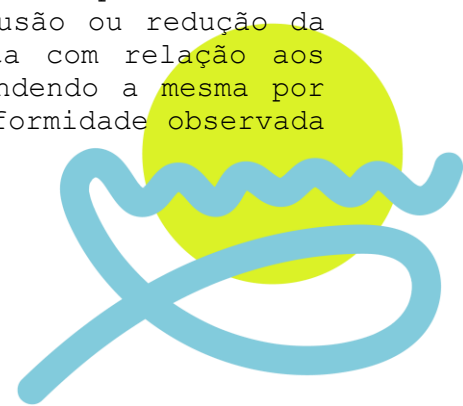 usão ou redução da
a com relação aos
ndendo a mesma por
formidade observada